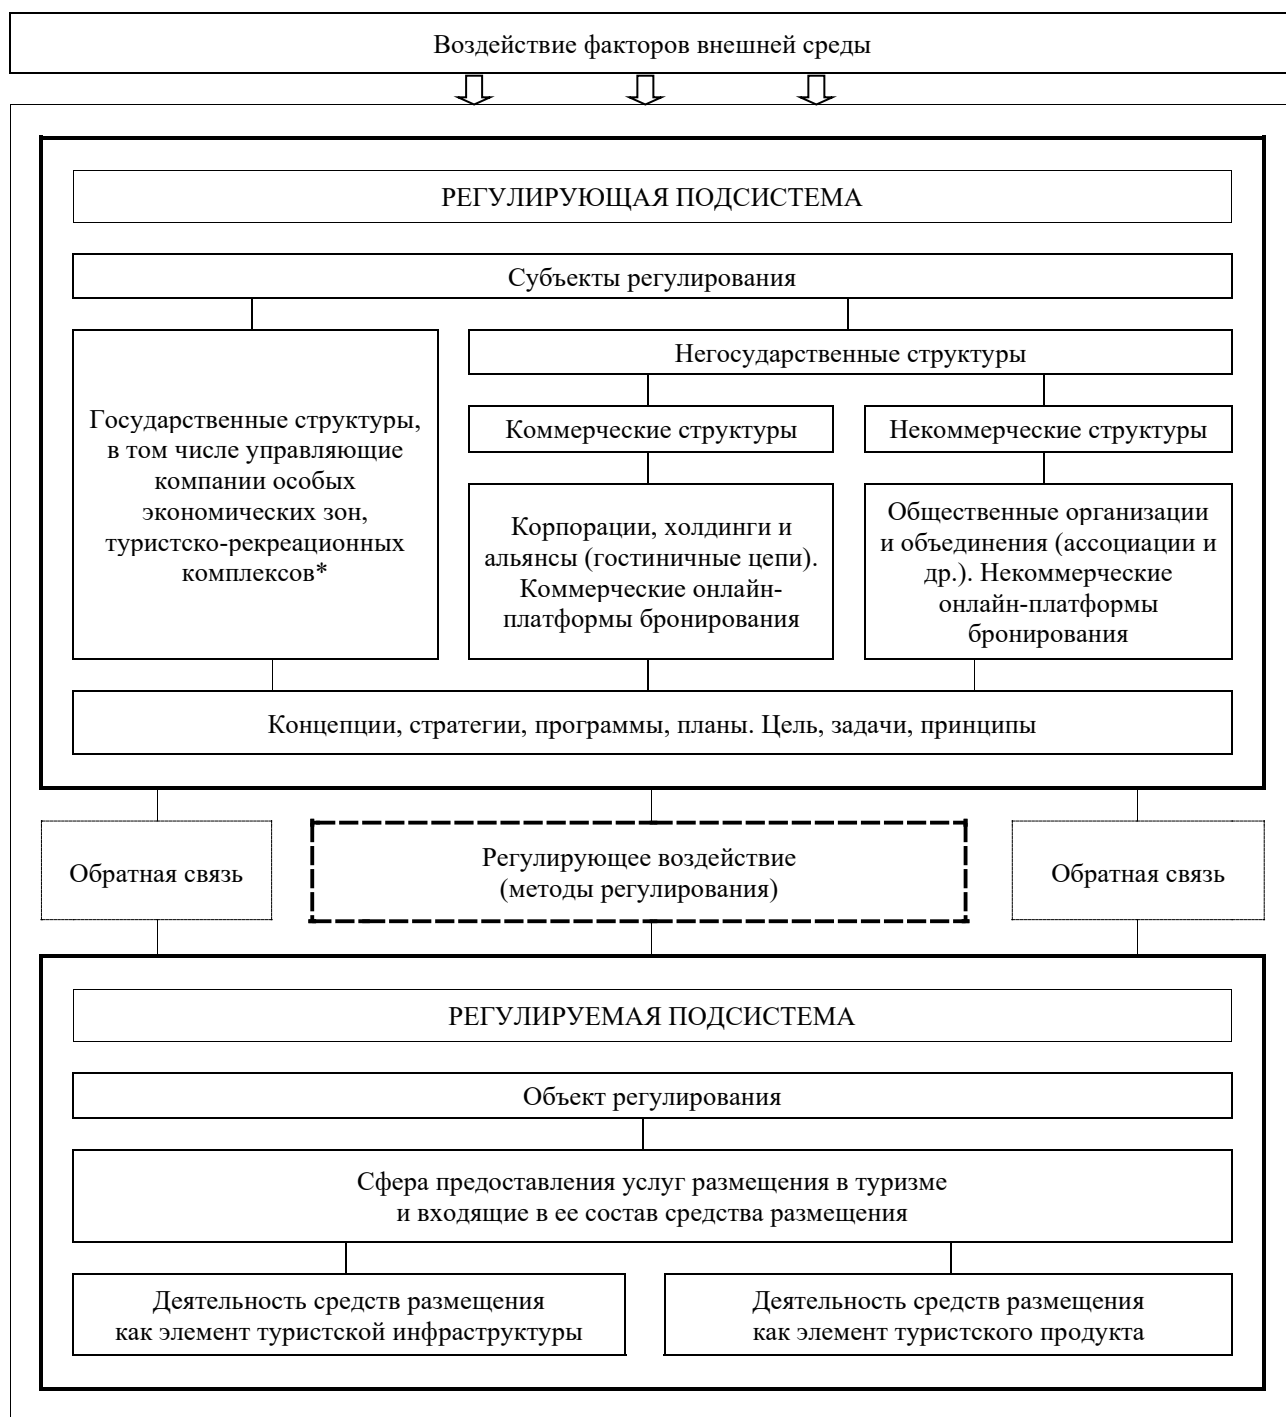 Воздействие факторов внешней среды
РЕГУЛИРУЮЩАЯ ПОДСИСТЕМА
Субъекты регулирования
Государственные структуры,
в том числе управляющие
компании особых
экономических зон,
туристско-рекреационных
комплексов*
Негосударственные структуры
Коммерческие структуры
Некоммерческие структуры
Корпорации, холдинги и
альянсы (гостиничные цепи).
Коммерческие онлайн-
платформы бронирования
Общественные организации
и объединения (ассоциации и
др.). Некоммерческие
онлайн-платформы
бронирования
Концепции, стратегии, программы, планы. Цель, задачи, принципы
Обратная связь
Регулирующее воздействие
(методы регулирования)
Обратная связь
РЕГУЛИРУЕМАЯ ПОДСИСТЕМА
Объект регулирования
Сфера предоставления услуг размещения в туризме
и входящие в ее состав средства размещения
Деятельность средств размещения
как элемент туристской инфраструктуры
Деятельность средств размещения
как элемент туристского продукта